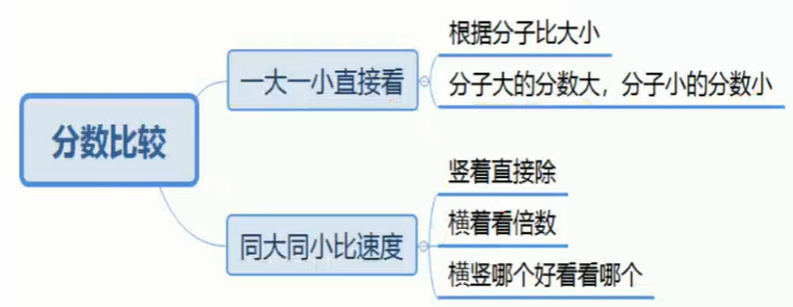 分数比较
一大一小直接看
根据分子比大小
分子大的分数大，分子小的分数小
同大同小比速度
竖着直接除
横着看倍数
横竖哪个好看看哪个